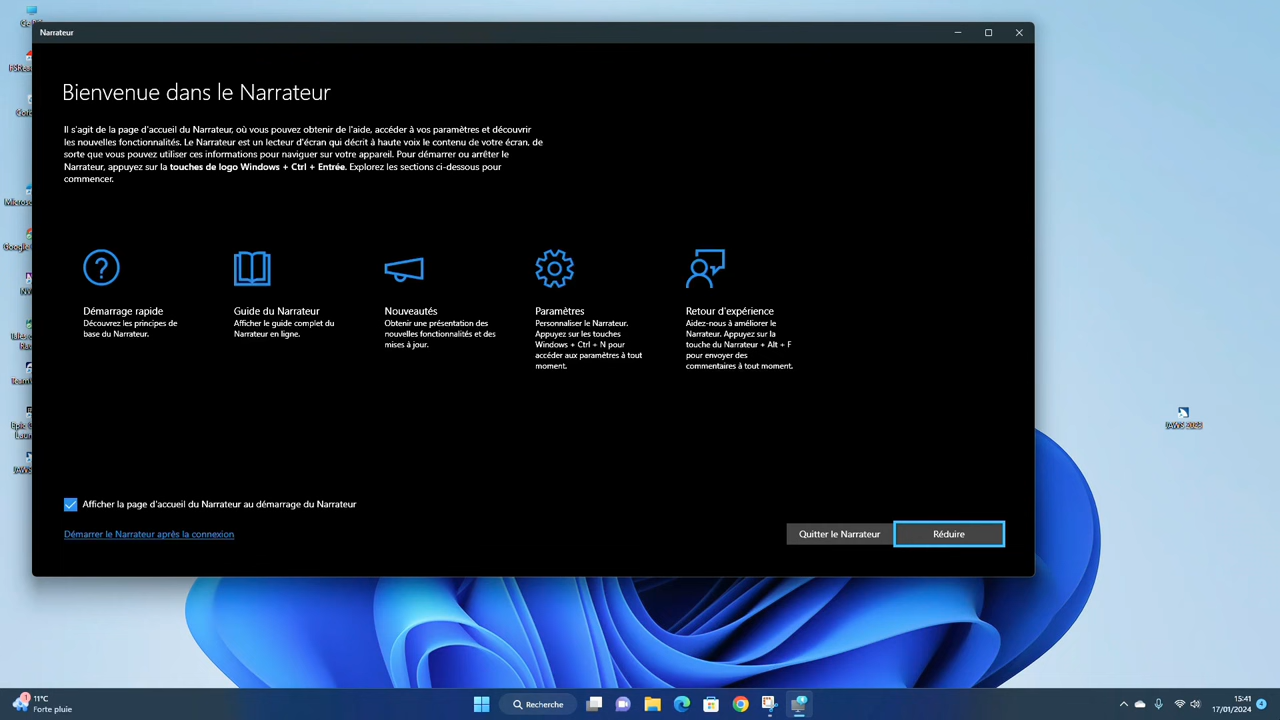 Narrateur
Bienvenue dans le Narrateur
Il s'agit de la page d'accueil du Narrateur, où vous pouvez obtenir de l'aide, accéder à vos paramètres et découvrir
les nouvelles fonctionnalités. Le Narrateur est un lecteur d'écran qui décrit à haute voix le contenu de votre écran, de
sorte que vous pouvez utiliser ces informations pour naviguer sur votre appareil. Pour démarrer ou arrêter le
Narrateur, appuyez sur la touches de logo Windows + Ctrl + Entrée. Explorez les sections ci-dessous pour
commencer.
Démarrage rapide
Découvrez les principes de
base du Narrateur.
Guide du Narrateur
Afficher le guide complet du
Narrateur en ligne.
Nouveautés
Obtenir une présentation des
nouvelles fonctionnalités et des
mises à jour.
Paramètres
Personnaliser le Narrateur.
Appuyez sur les touches
Windows + Ctrl + N pour
accéder aux paramètres à tout
moment.
Retour d'expérience
Aidez-nous à améliorer le
Narrateur. Appuyez sur la
touche du Narrateur + Alt + F
pour envoyer des
commentaires à tout moment.
Afficher la page d'accueil du Narrateur au démarrage du Narrateur
Démarrer le Narrateur après la connexion
Quitter le Narrateur
Réduire
JAWS 2023
1
11°C
Forte pluie
Recherche
15:41
17/01/2024
4